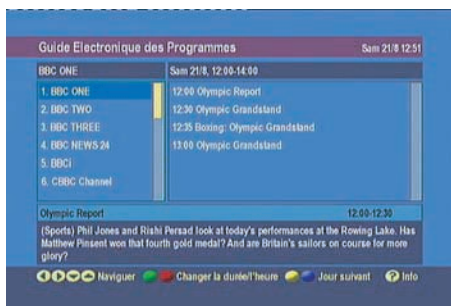 Guide Electronique des Programmes Sam 21/8 12:51
BBC ONE Sam 21/8, 12:00-14:00
1. BBC ONE 12:00 Olympic Report
2. BBC TWO 12:30 Olympic Grandstand
3. BBC THREE 12:35 Boxing: Olympic Grandstand
4. BBC NEWS 24 13:00 Olympic Grandstand
5. BBCi
6. CBBC Channel
Olympic Report 12:00-12:30
(Sports) Phil Jones and Rishi Persad look at today's performances at the Rowing Lake. Has
Matthew Pinsent won that fourth gold medal? And are Britain's sailors on course for more
glory?
Naviguer Changer la durée/l'heure Jour suivant ? Info